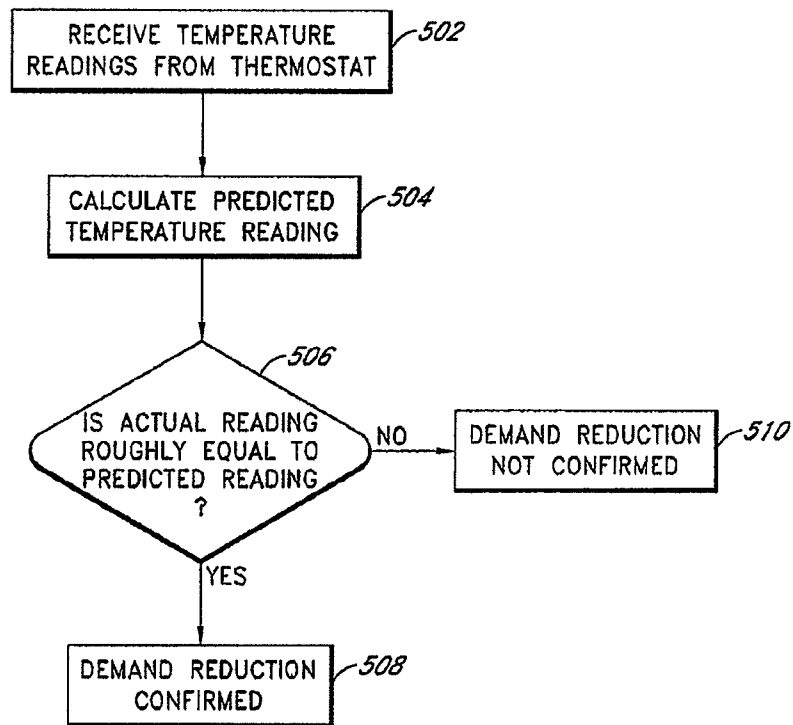 RECEIVE TEMPERATURE
READINGS FROM THERMOSTAT
502
CALCULATE PREDICTED
TEMPERATURE READING
504
506
IS ACTUAL READING
ROUGHLY EQUAL TO
PREDICTED READING
?
NO
DEMAND REDUCTION
NOT CONFIRMED
510
YES
DEMAND REDUCTION
CONFIRMED
508